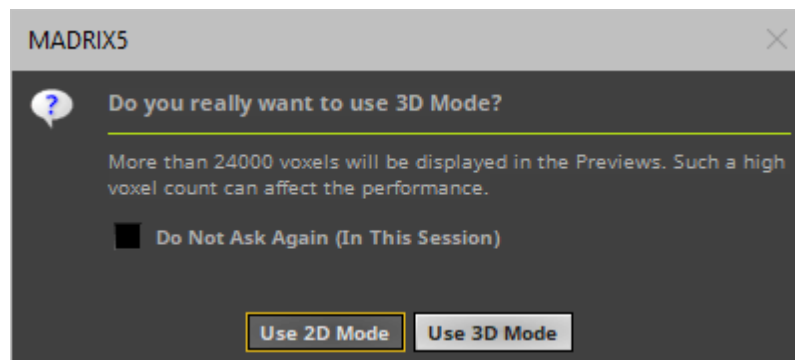 MADRIX5
Do you really want to use 3D Mode?
More than 24000 voxels will be displayed in the Previews. Such a high
voxel count can affect the performance.
Do Not Ask Again (In This Session)
Use 2D Mode
Use 3D Mode